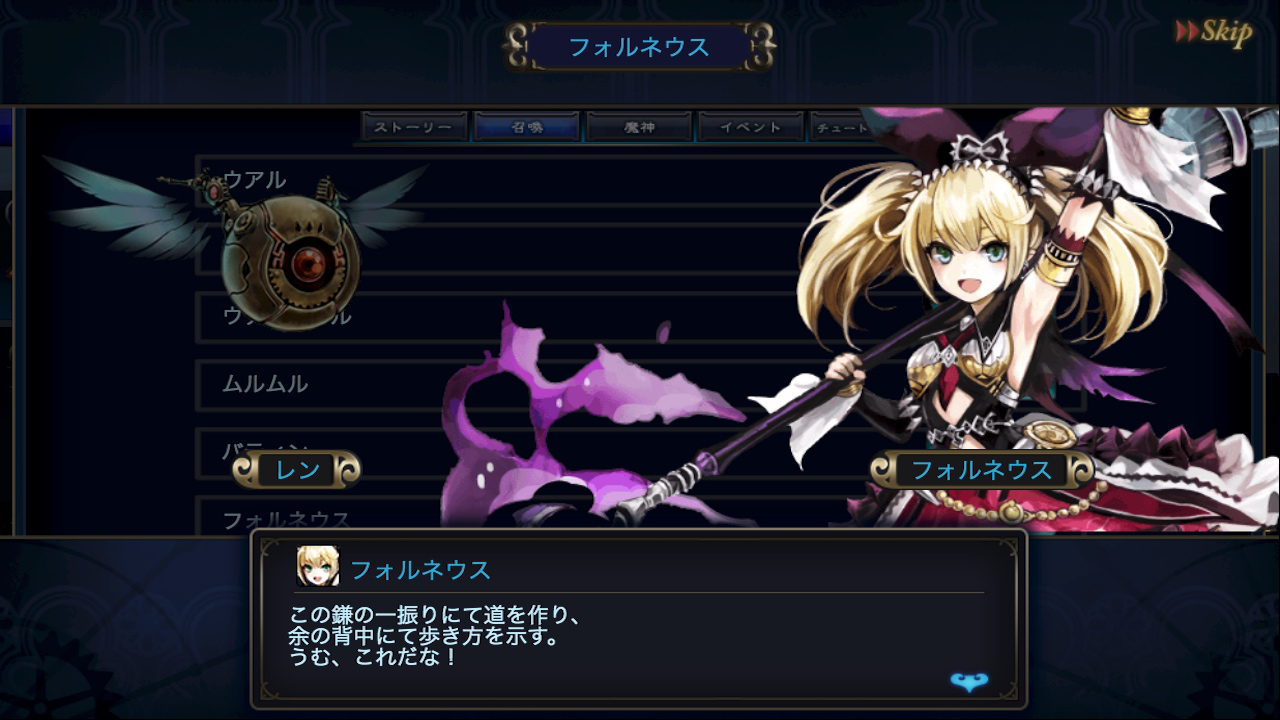 フォルネウス
Skip
ストーリー
召喚
魔神
イベント
チュート
ウアル
ムルムル
レン
フォルネウス
フォルネウス
フォルネウス
この鎌の一振りにて道を作り、
余の背中にて歩き方を示す。
うむ、これだな!